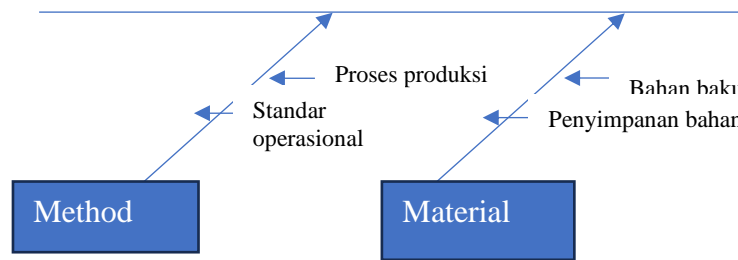 Proses produksi
Bahan baku
Standar
operasional
Penyimpanan bahan
Method
Material